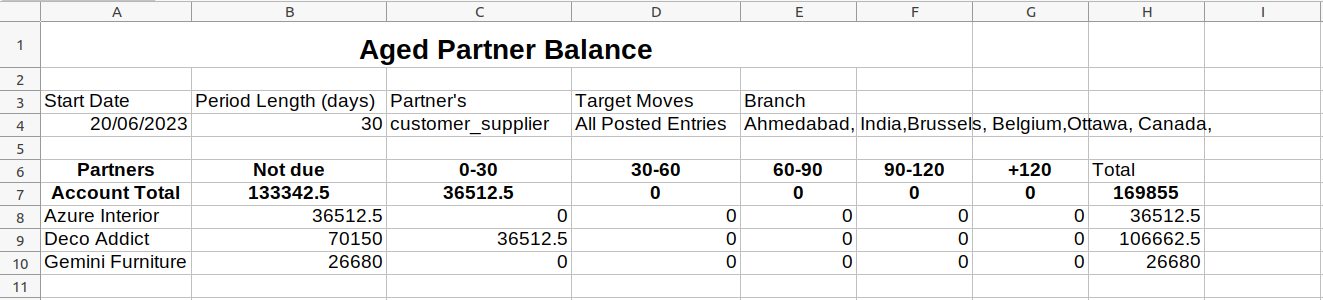 A B C D E F G H I
1 Aged Partner Balance
2
3 Start Date Period Length (days) Partner's Target Moves Branch
4 20/06/2023 30 customer_supplier All Posted Entries Ahmedabad, India,Brussels, Belgium,Ottawa, Canada,
5
6 Partners Not due 0-30 30-60 60-90 90-120 +120 Total
7 Account Total 133342.5 36512.5 0 0 0 0 169855
8 Azure Interior 36512.5 0 0 0 0 0 36512.5
9 Deco Addict 70150 36512.5 0 0 0 0 106662.5
10 Gemini Furniture 26680 0 0 0 0 0 26680
11